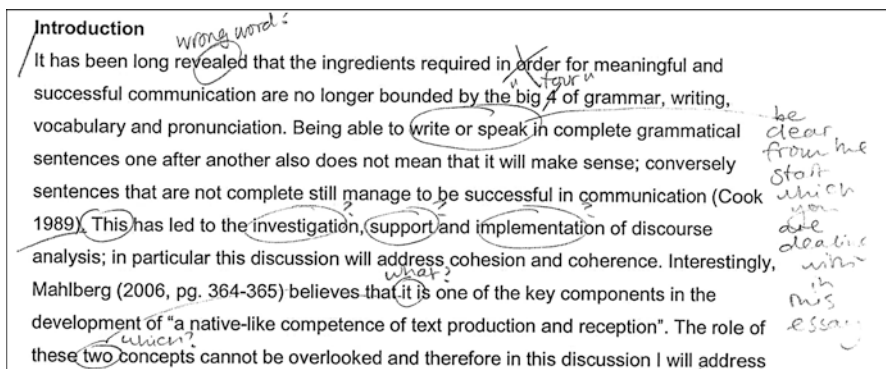 Introduction
wrong word?
It has been long revealed that the ingredients required in order for meaningful and
"four"
successful communication are no longer bounded by the big 4 of grammar, writing,
vocabulary and pronunciation. Being able to write or speak in complete grammatical
sentences one after another also does not mean that it will make sense; conversely
sentences that are not complete still manage to be successful in communication (Cook
? ? ?
1989). This has led to the investigation, support and implementation of discourse
analysis; in particular this discussion will address cohesion and coherence. Interestingly,
what?
Mahlberg (2006, pg. 364-365) believes that it is one of the key components in the
development of “a native-like competence of text production and reception”. The role of
which?
these two concepts cannot be overlooked and therefore in this discussion I will address
be
clear
from the
start
which
you
are
dealing
with
in
this
essay